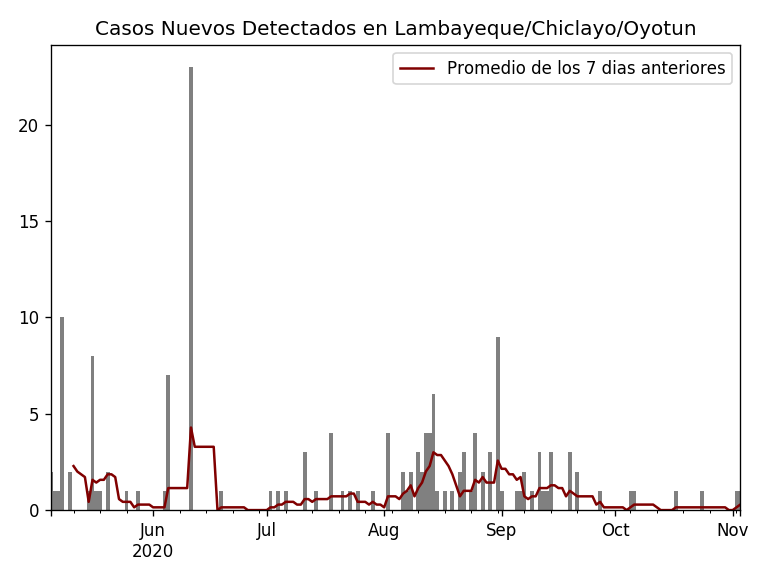 Casos Nuevos Detectados en Lambayeque/Chiclayo/Oyotun
Promedio de los 7 dias anteriores
20
15
10
5
0
Jun
2020
Jul
Aug
Sep
Oct
Nov